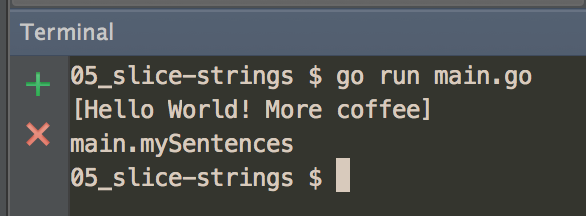 Terminal
05_slice-strings $ go run main.go
[Hello World! More coffee]
main.mySentences
05_slice-strings $